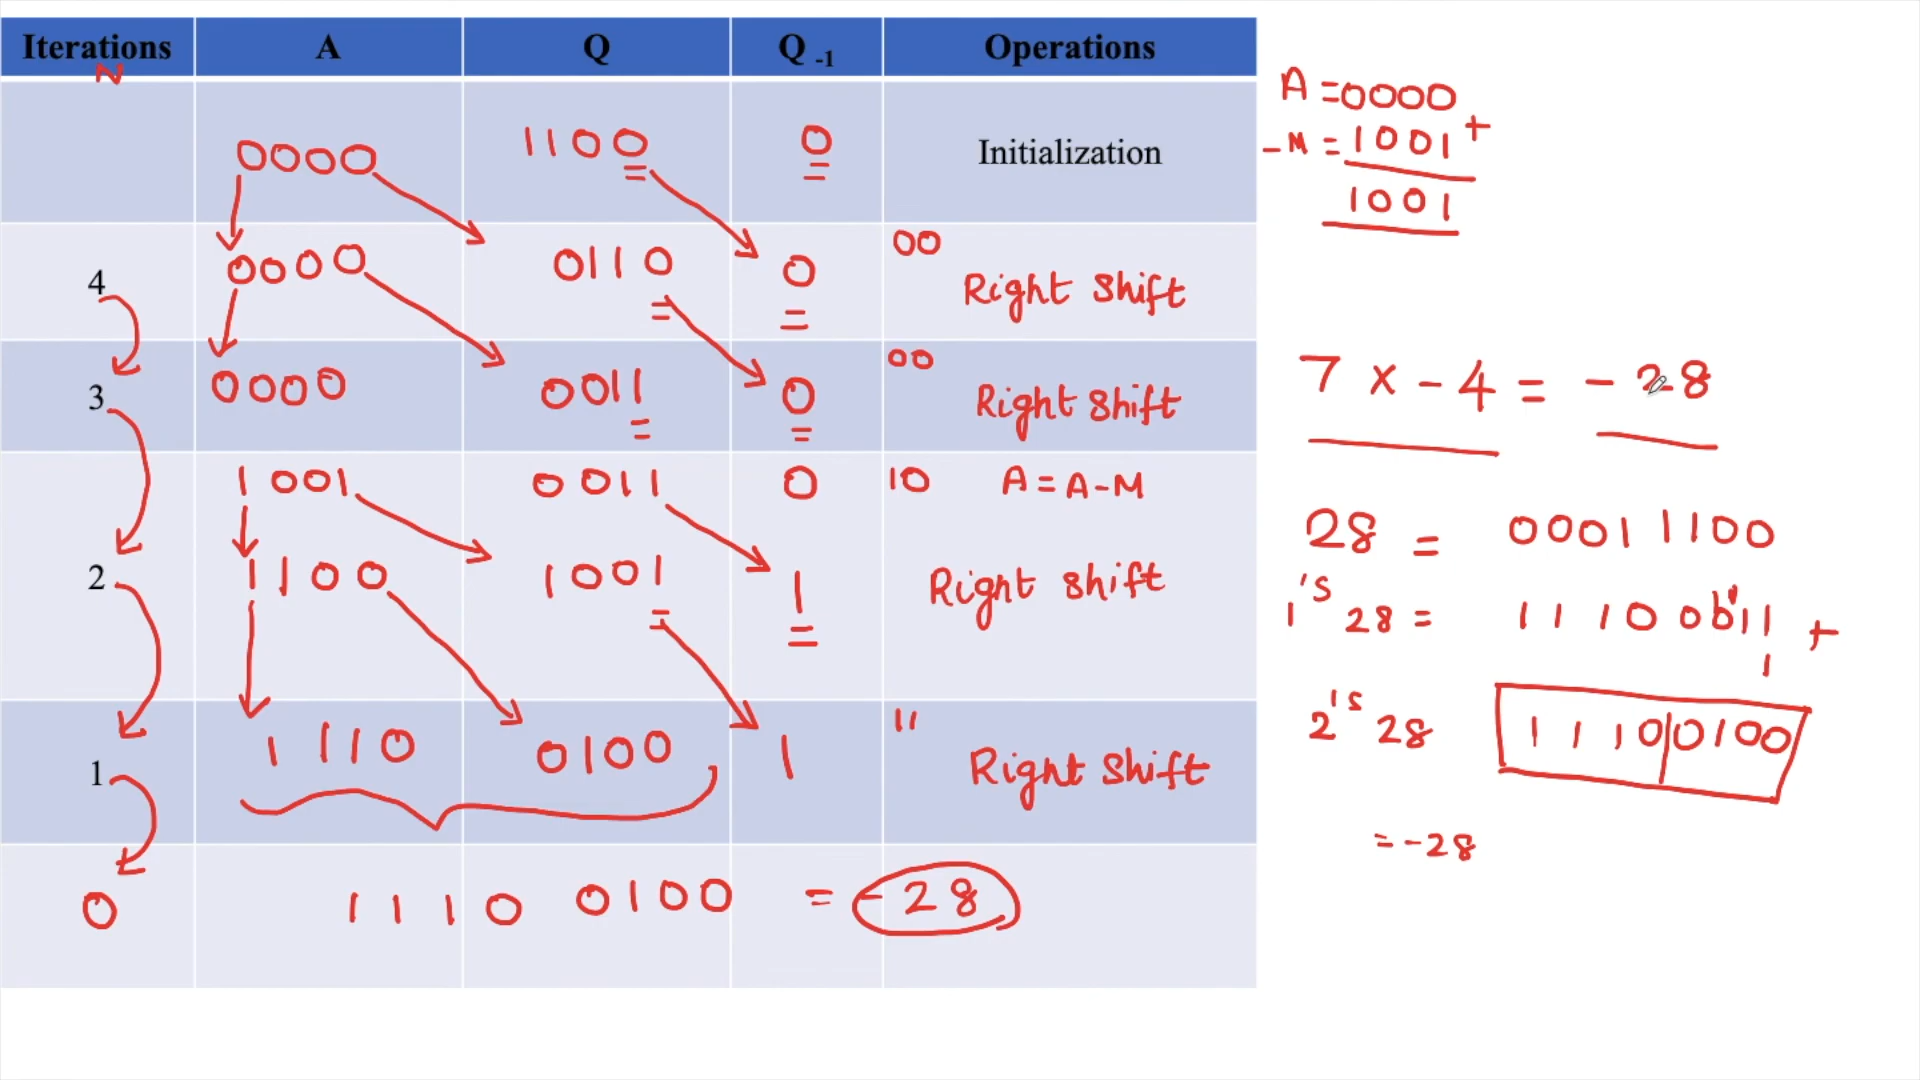 Iterations A Q Q -1 Operations
N
0000 1100 0 Initialization
4 0000 0110 0 00 Right Shift
3 0000 0011 0 00 Right Shift
1001 0011 0 10 A = A - M
2 1100 1001 1 Right Shift
1 1110 0100 1 11 Right Shift
0 1110 0100 = -28
A = 0000
-M = 1001 +
1001
7 x - 4 = - 28
28 = 00011100
1's 28 = 11100011 +
1
2's 28 1110 0100
= -28